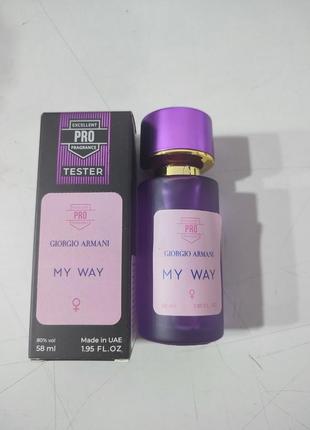 EXCELLENT
PRO
FRAGRANCE
TESTER
PRO
GIORGIO ARMANI
MY WAY
80% vol
58 ml
Made in UAE
1.95 FL.OZ
PRO
GIORGIO ARMANI
MY WAY